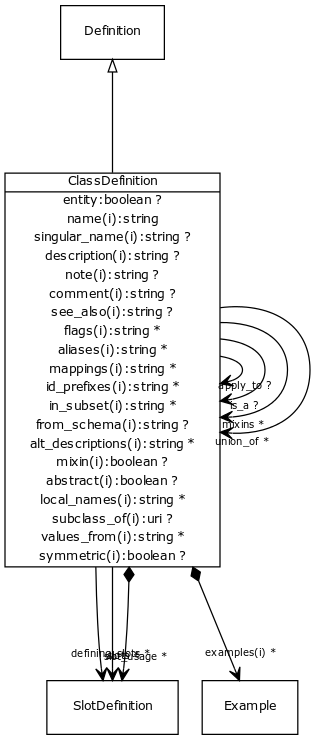 Definition
ClassDefinition
entity:boolean ?
name(i):string
singular_name(i):string ?
description(i):string ?
note(i):string ?
comment(i):string ?
see_also(i):string ?
flags(i):string *
aliases(i):string *
mappings(i):string *
id_prefixes(i):string *
in_subset(i):string *
from_schema(i):string ?
alt_descriptions(i):string *
mixin(i):boolean ?
abstract(i):boolean ?
local_names(i):string *
subclass_of(i):uri ?
values_from(i):string *
symmetric(i):boolean ?
apply_to ?
is_a ?
mixins *
union_of *
defining_slots *
examples(i) *
SlotDefinition
Example